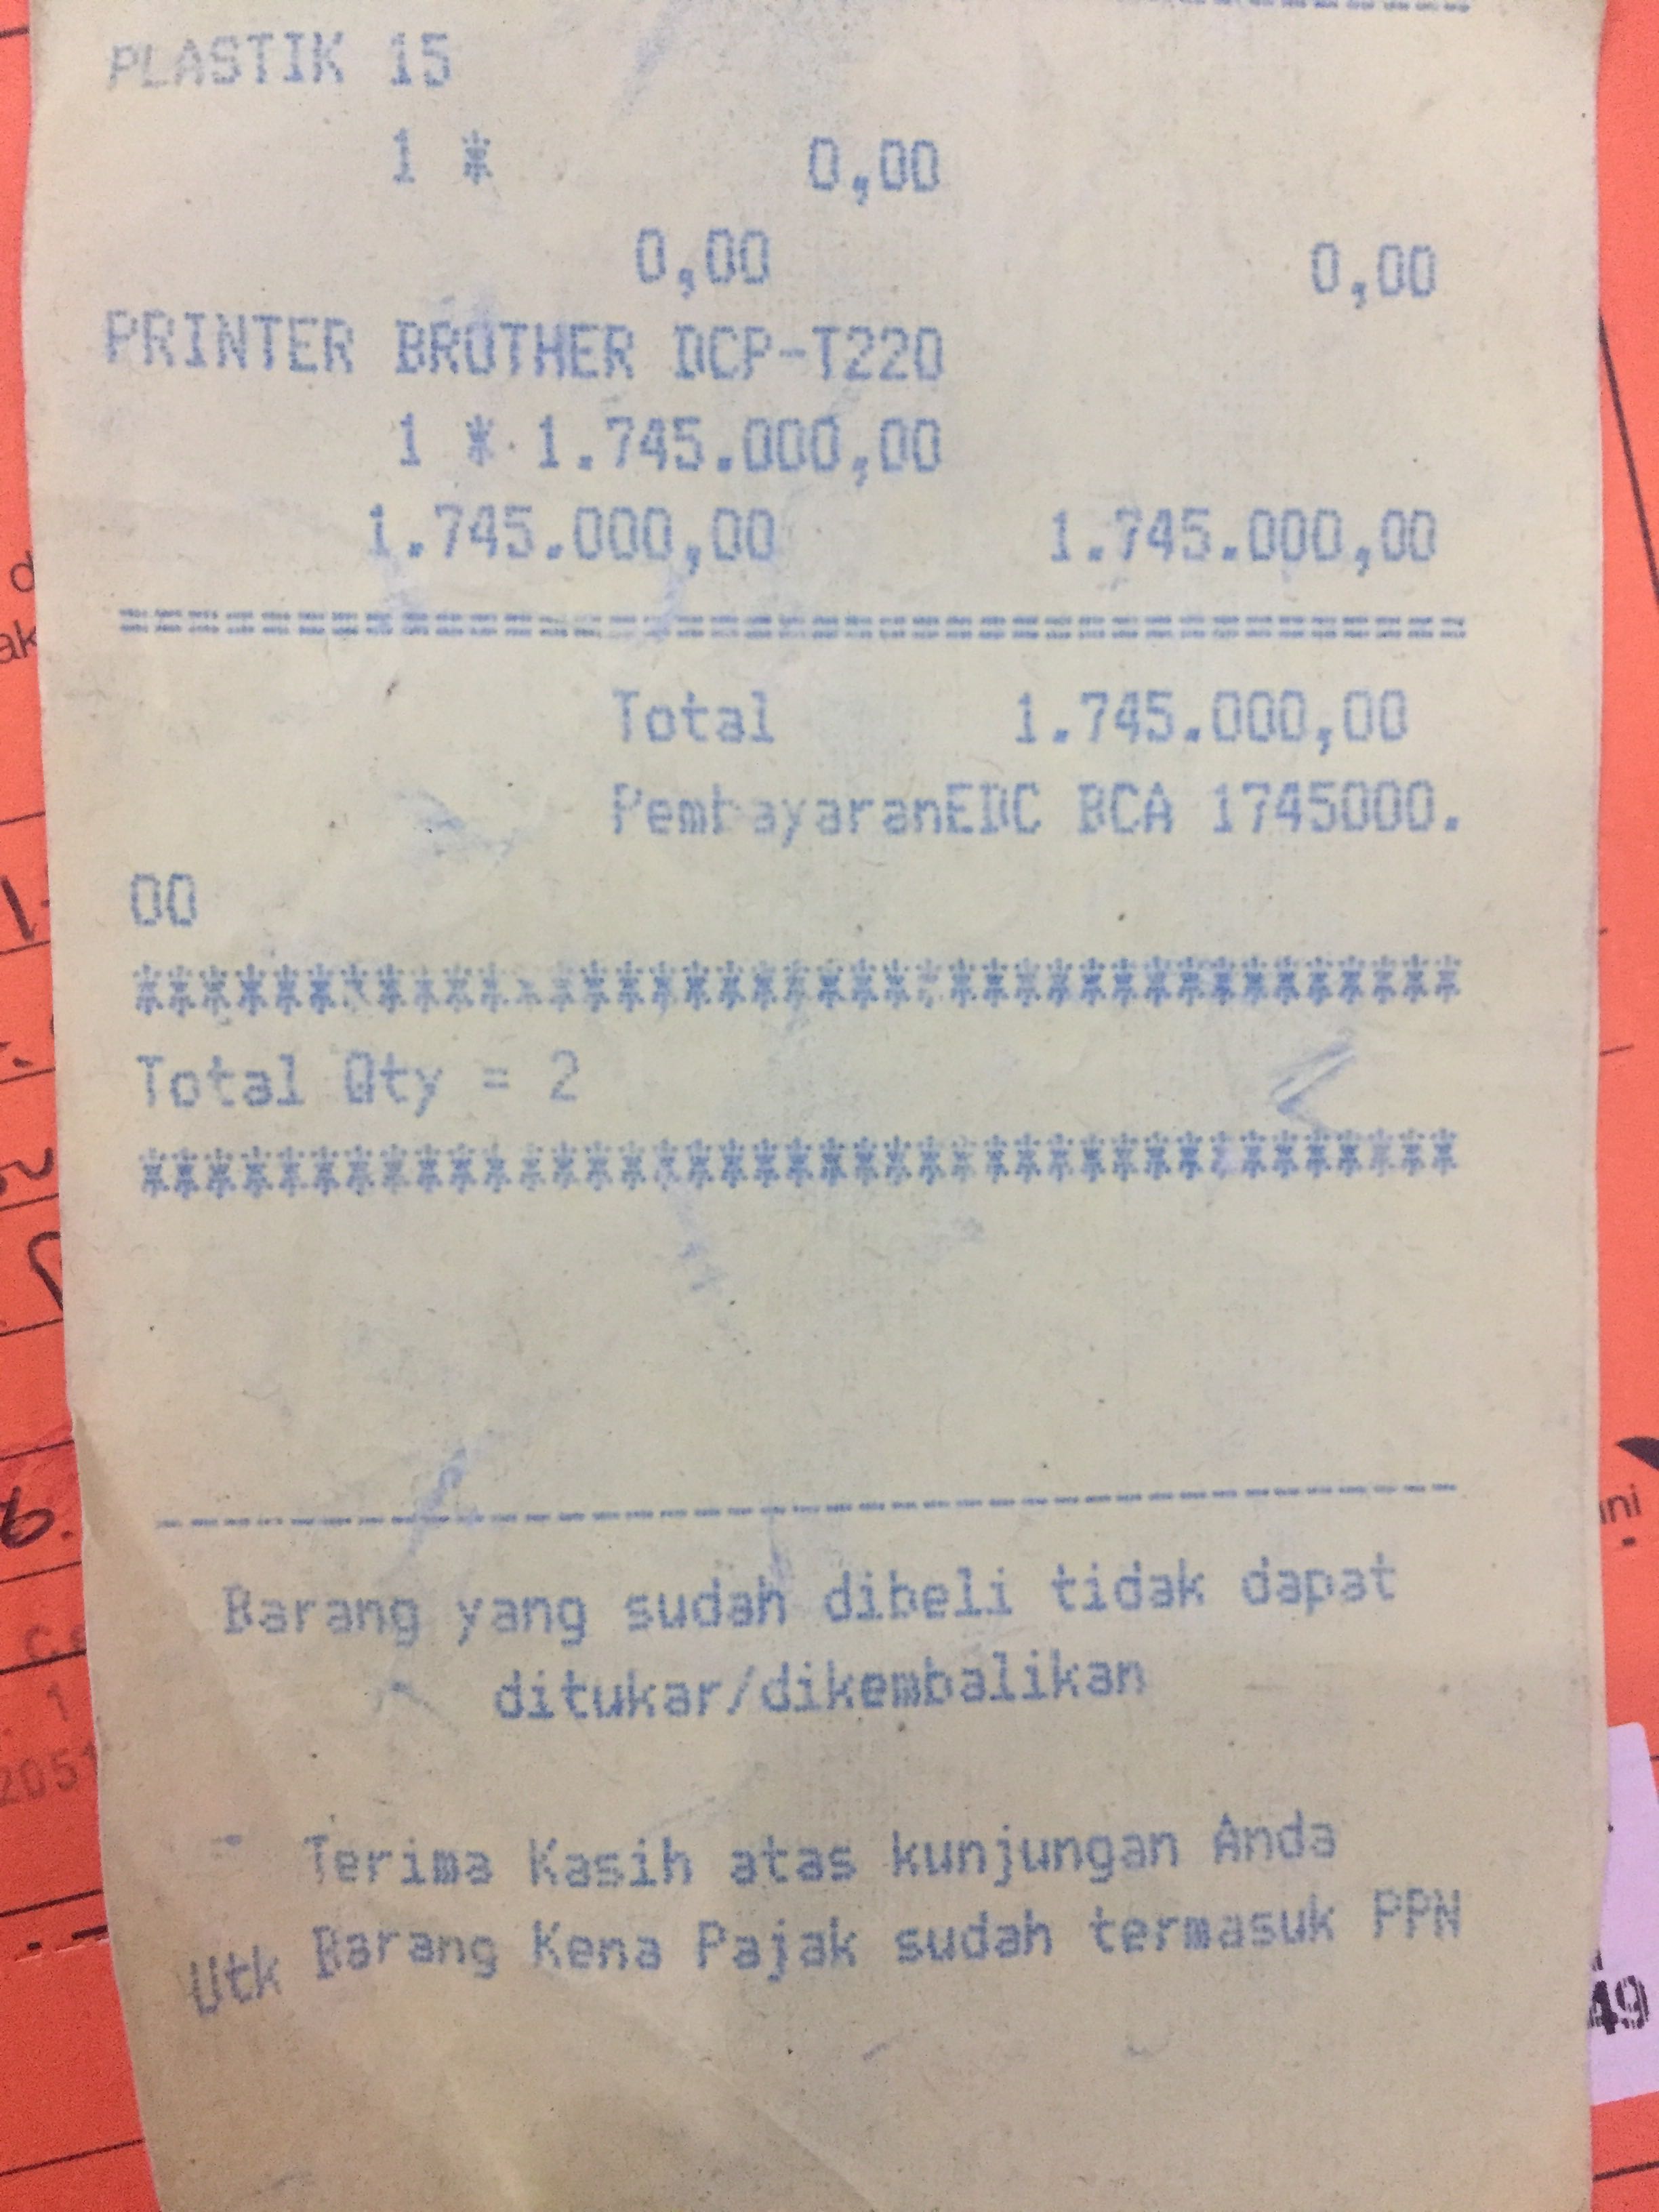 PLASTIK 15
1 * 0,00
0,00 0,00
PRINTER BROTHER DCP-T220
1 * 1.745.000,00
1.745.000,00 1.745.000,00
================================
Total 1.745.000,00
PembayaranEDC BCA 1745000.
00
****************************************
Total Qty = 2
****************************************
----------------------------------------
Barang yang sudah dibeli tidak dapat
ditukar/dikembalikan
Terima Kasih atas kunjungan Anda
Utk Barang Kena Pajak sudah termasuk PPN
ini
49
2051